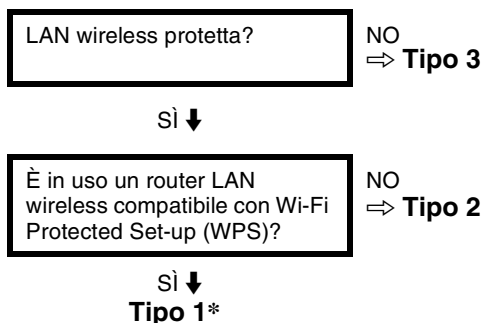 LAN wireless protetta?
NO
⇨ Tipo 3
SÌ ⬇
È in uso un router LAN
wireless compatibile con Wi-Fi
Protected Set-up (WPS)?
NO
⇨ Tipo 2
SÌ ⬇
Tipo 1*